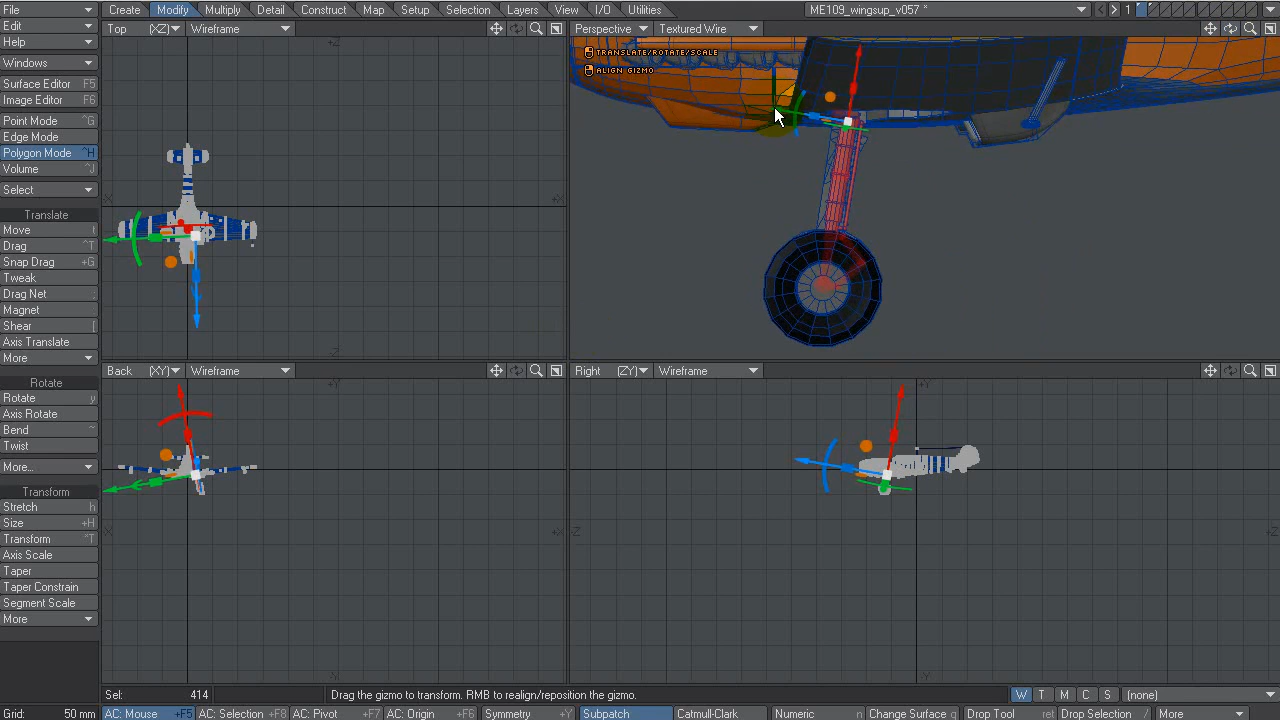 File
Create Modify Multiply Detail Construct Map Setup Selection Layers View I/O Utilities ME109_wingsup_v057 * 1
Edit
Top (XZ) Wireframe
Perspective Textured Wire
Help
Windows
TRANSLATE/ROTATE/SCALE
ALIGN GIZMO
Surface Editor F5
Image Editor F6
Point Mode ^G
Edge Mode
Polygon Mode ^H
Volume ^J
Select
Translate
Move t
Drag ^T
Snap Drag +G
Tweak
Drag Net ;
Magnet :
Shear [
Axis Translate
More
Rotate
Rotate y
Axis Rotate
Bend ~
Twist
More...
Transform
Stretch h
Size +H
Transform ^T
Axis Scale
Taper
Taper Constrain
Segment Scale
More
Back (XY) Wireframe
Right (ZY) Wireframe
Sel: 414 Drag the gizmo to transform. RMB to realign/reposition the gizmo. W T M C S (none)
Grid: 50 mm AC: Mouse +F5 AC: Selection +F8 AC: Pivot +F7 AC: Origin +F6 Symmetry +Y Subpatch Catmull-Clark Numeric n Change Surface q Drop Tool ret Drop Selection / More